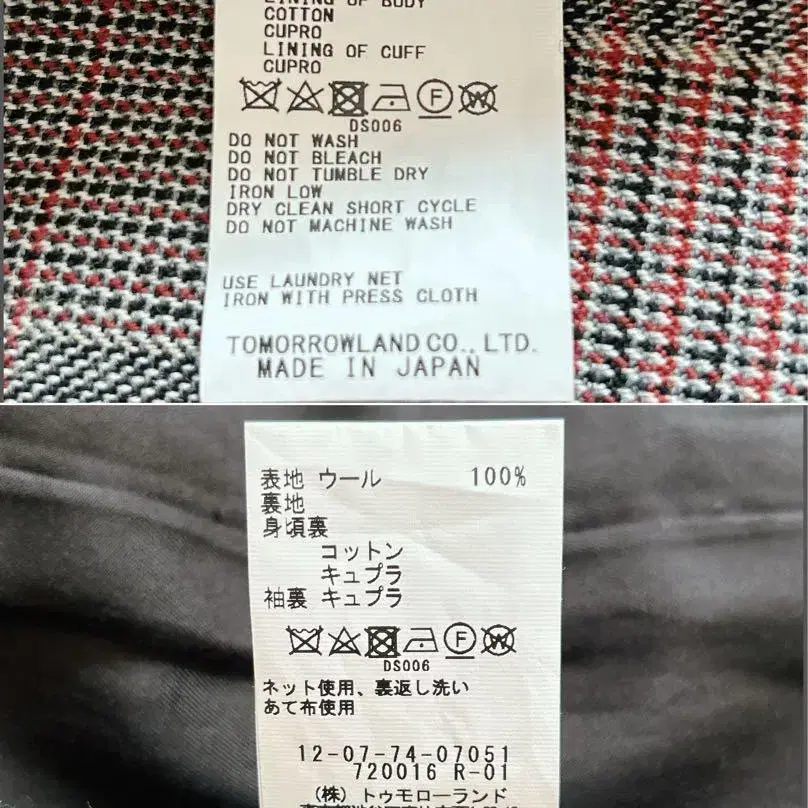 LINING OF BODY
COTTON
CUPRO
LINING OF CUFF
CUPRO
F W
DS006
DO NOT WASH
DO NOT BLEACH
DO NOT TUMBLE DRY
IRON LOW
DRY CLEAN SHORT CYCLE
DO NOT MACHINE WASH
USE LAUNDRY NET
IRON WITH PRESS CLOTH
TOMORROWLAND CO., LTD.
MADE IN JAPAN
表地 ウール 100%
裏地
身頃裏
コットン
キュプラ
袖裏 キュプラ
F W
DS006
ネット使用、裏返し洗い
あて布使用
12-07-74-07051
720016 R-01
(株) トゥモローランド